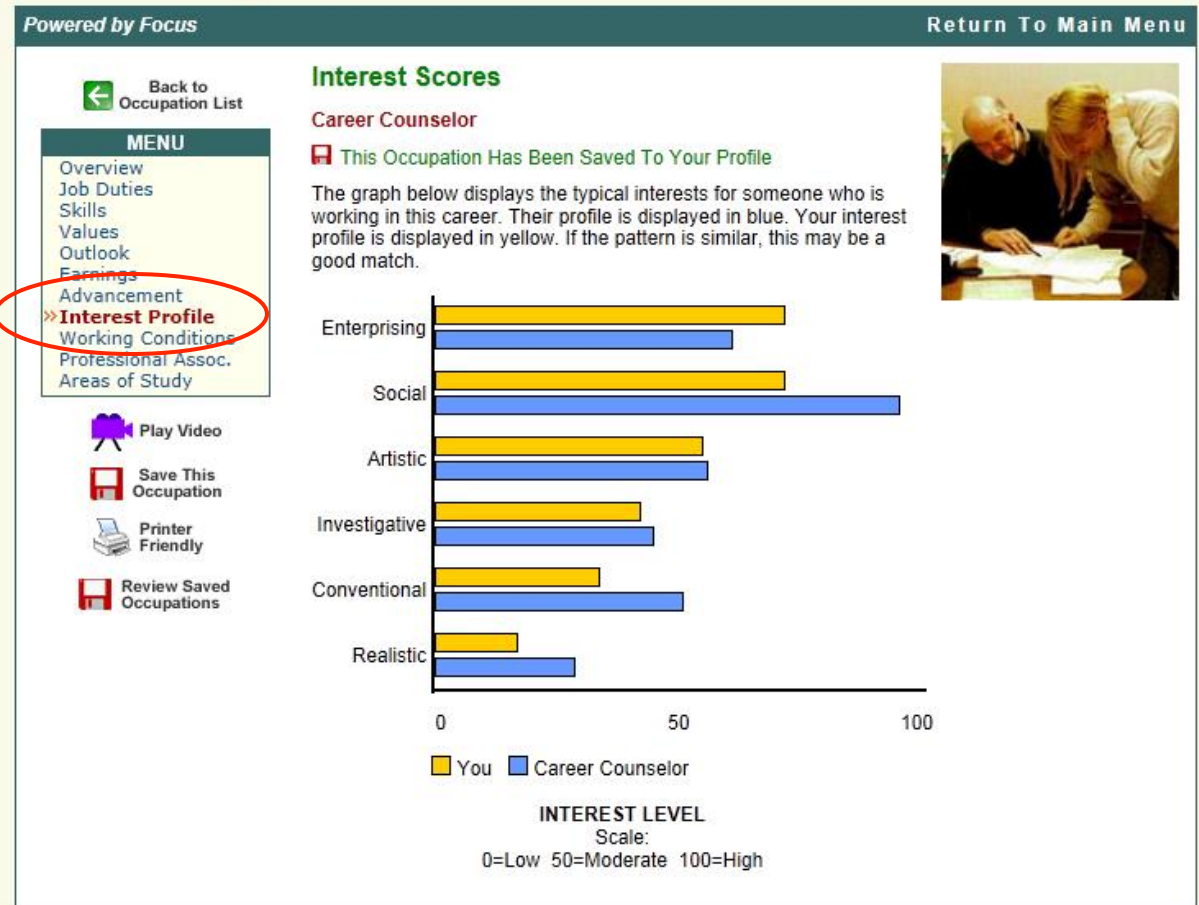 Powered by Focus
Return To Main Menu
Back to
Occupation List
MENU
Overview
Job Duties
Skills
Values
Outlook
Earnings
Advancement
»Interest Profile
Working Conditions
Professional Assoc.
Areas of Study
Play Video
Save This
Occupation
Printer
Friendly
Review Saved
Occupations
Interest Scores
Career Counselor
This Occupation Has Been Saved To Your Profile
The graph below displays the typical interests for someone who is
working in this career. Their profile is displayed in blue. Your interest
profile is displayed in yellow. If the pattern is similar, this may be a
good match.
Enterprising
Social
Artistic
Investigative
Conventional
Realistic
0 50 100
You Career Counselor
INTEREST LEVEL
Scale:
0=Low 50=Moderate 100=High